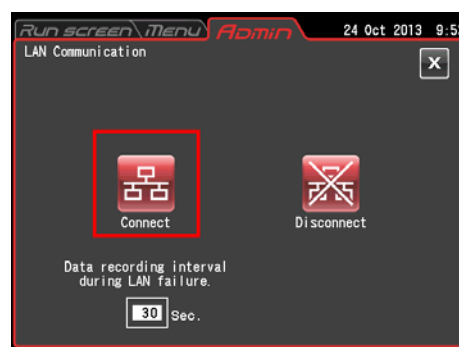 Run screen Menu Admin 24 Oct 2013 9:5
LAN Communication
X
Connect Disconnect
Data recording interval
during LAN failure.
30 Sec.